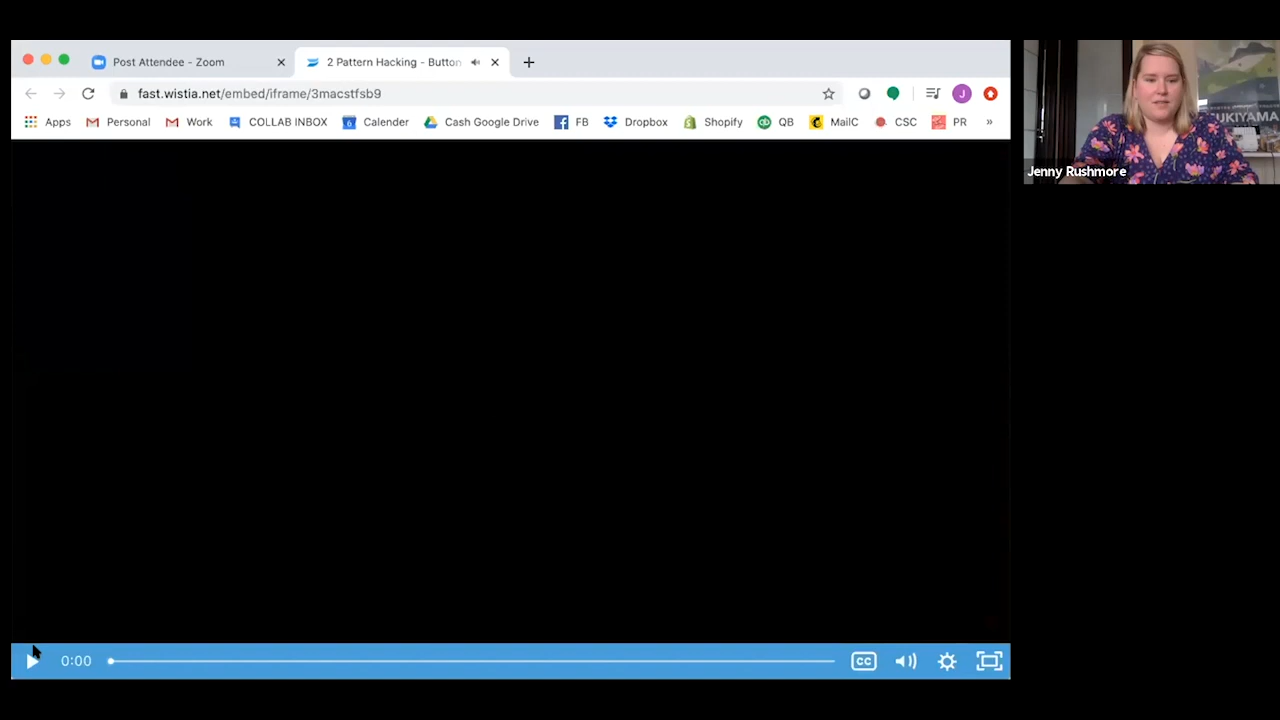 Post Attendee - Zoom
2 Pattern Hacking - Button
fast.wistia.net/embed/iframe/3macstfsb9
J
Apps Personal Work COLLAB INBOX Calender Cash Google Drive FB Dropbox Shopify QB MailC CSC PR »
UKIYAMA
Jenny Rushmore
0:00
CC